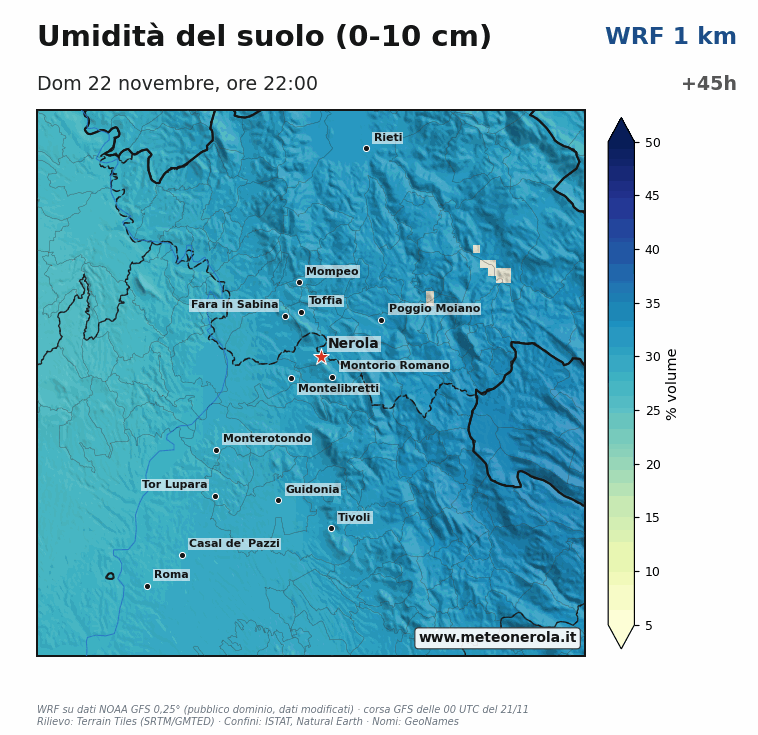 Umidità del suolo (0-10 cm)
WRF 1 km
Dom 22 novembre, ore 22:00
+45h
Rieti
Mompeo
Toffia
Fara in Sabina
Poggio Moiano
Nerola
Montorio Romano
Montelibretti
Monterotondo
Tor Lupara
Guidonia
Tivoli
Casal de' Pazzi
Roma
www.meteonerola.it
50
45
40
35
30
25
20
15
10
5
% volume
WRF su dati NOAA GFS 0,25° (pubblico dominio, dati modificati) · corsa GFS delle 00 UTC del 21/11
Rilievo: Terrain Tiles (SRTM/GMTED) · Confini: ISTAT, Natural Earth · Nomi: GeoNames